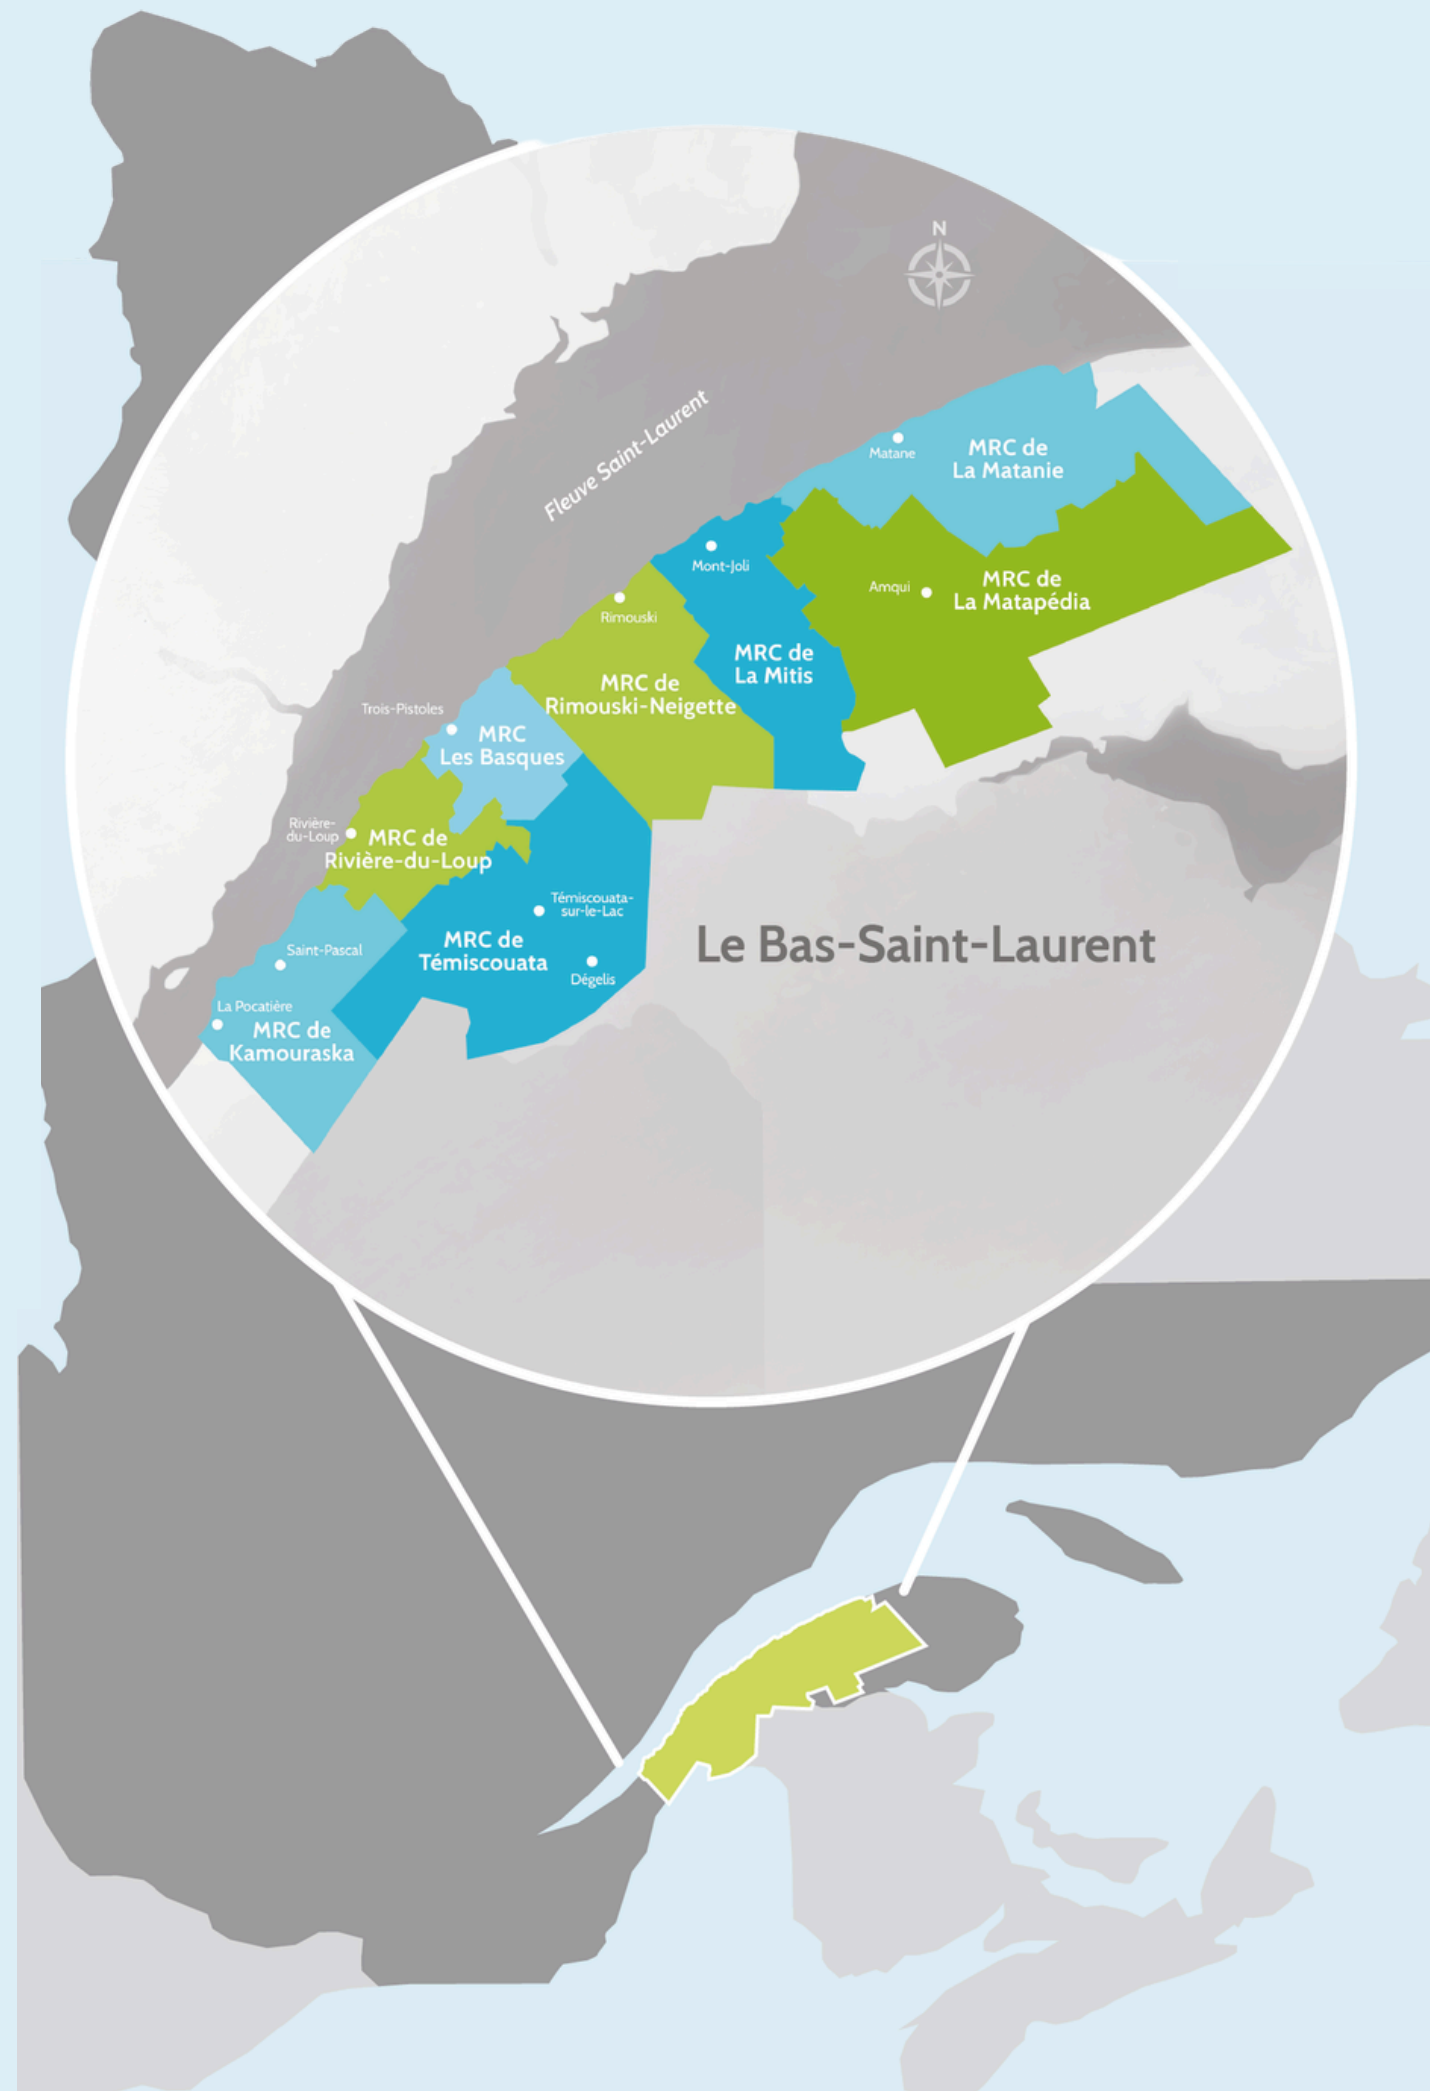 N
Fleuve Saint-Laurent
Matane
MRC de
La Matanie
Mont-Joli
Amqui
MRC de
La Matapédia
Rimouski
MRC de
La Mitis
MRC de
Rimouski-Neigette
Trois-Pistoles
MRC
Les Basques
Rivière-
du-Loup
MRC de
Rivière-du-Loup
Témiscouata-
sur-le-Lac
MRC de
Témiscouata
Dégelis
Le Bas-Saint-Laurent
Saint-Pascal
La Pocatière
MRC de
Kamouraska